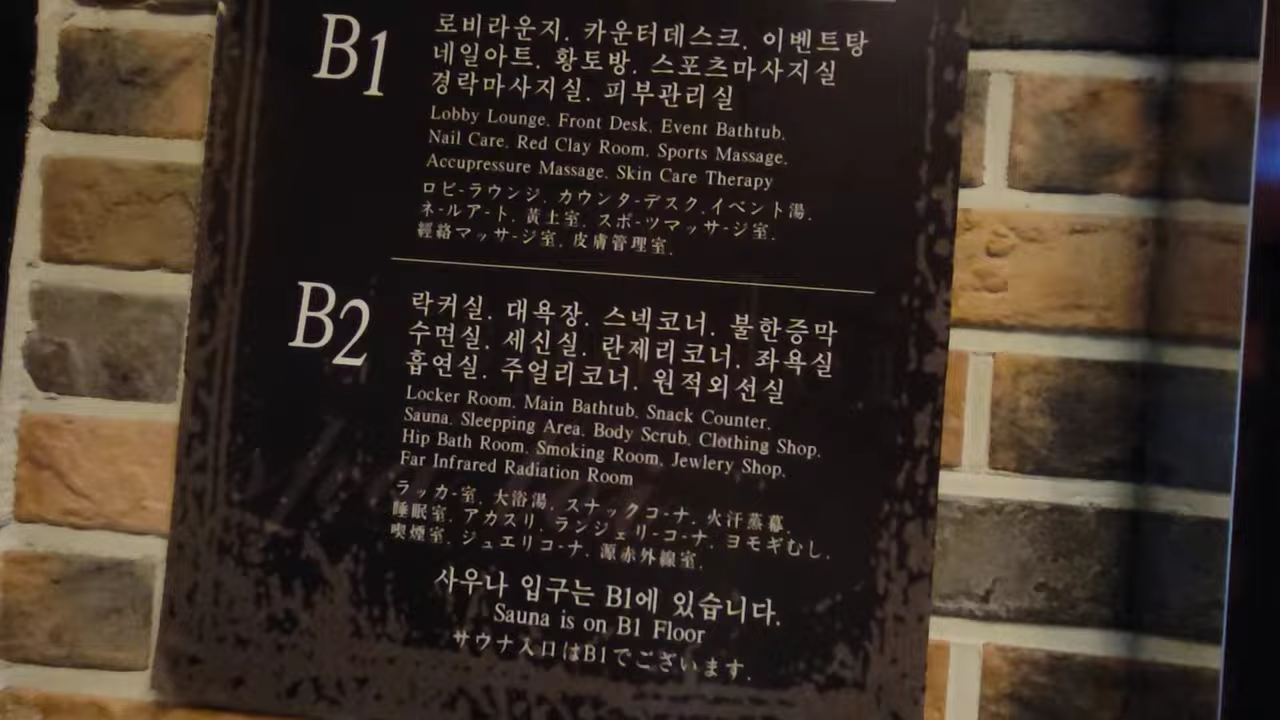 B1
로비라운지. 카운터데스크. 이벤트탕
네일아트. 황토방. 스포츠마사지실
경락마사지실. 피부관리실
Lobby Lounge, Front Desk, Event Bathtub,
Nail Care, Red Clay Room, Sports Massage,
Accupressure Massage, Skin Care Therapy
ロビ-ラウンジ. カウンタ-デスク.イベント湯.
ネ-ルア-ト. 黃土室. スポ-ツマッサ-ジ室.
經絡マッサ-ジ室. 皮膚管理室.
B2
락커실. 대욕장. 스넥코너. 불한증막
수면실. 세신실. 란제리코너. 좌욕실
흡연실. 주얼리코너. 원적외선실
Locker Room, Main Bathtub, Snack Counter,
Sauna, Sleepping Area, Body Scrub, Clothing Shop,
Hip Bath Room, Smoking Room, Jewlery Shop,
Far Infrared Radiation Room
ラッカ-室. 大浴湯. スナックコ-ナ. 火汗蒸幕.
睡眠室. アカスリ. ランジェリ-コ-ナ. ヨモギむし.
喫煙室. ジュエリコ-ナ. 源赤外線室.
사우나 입구는 B1에 있습니다.
Sauna is on B1 Floor
サウナ入口はB1でございます.